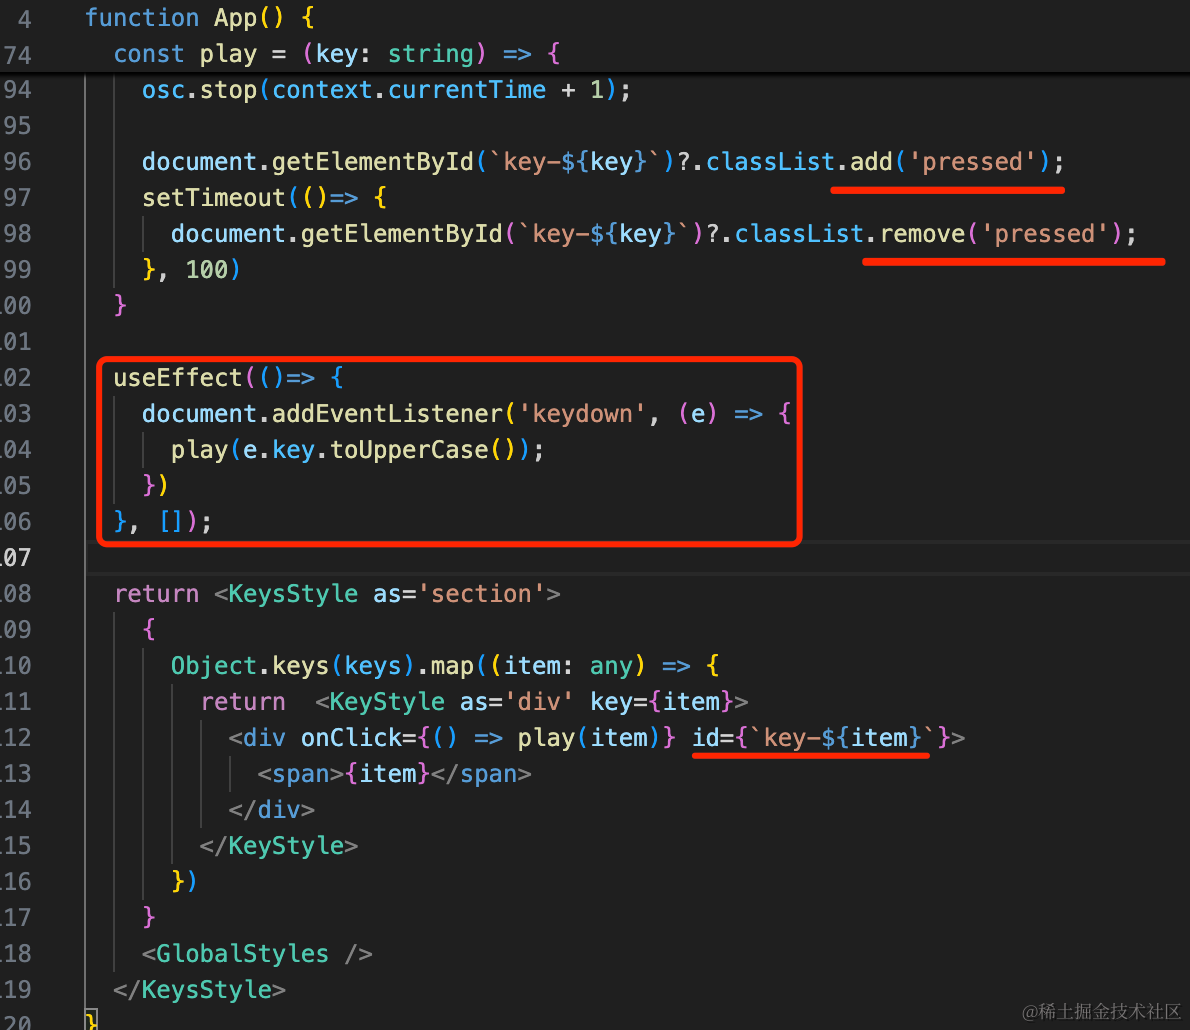 4 function App() {
74 const play = (key: string) => {
94 osc.stop(context.currentTime + 1);
95
96 document.getElementById(`key-${key}`)?.classList.add('pressed');
97 setTimeout(()=> {
98 document.getElementById(`key-${key}`)?.classList.remove('pressed');
99 }, 100)
00 }
01
02 useEffect(()=> {
03 document.addEventListener('keydown', (e) => {
04 play(e.key.toUpperCase());
05 })
06 }, []);
07
08 return <KeysStyle as='section'>
09 {
10 Object.keys(keys).map((item: any) => {
11 return  <KeyStyle as='div' key={item}>
12 <div onClick={() => play(item)} id={`key-${item}`}>
13 <span>{item}</span>
14 </div>
15 </KeyStyle>
16 })
17 }
18 <GlobalStyles />
19 </KeysStyle>
20 }
@稀土掘金技术社区